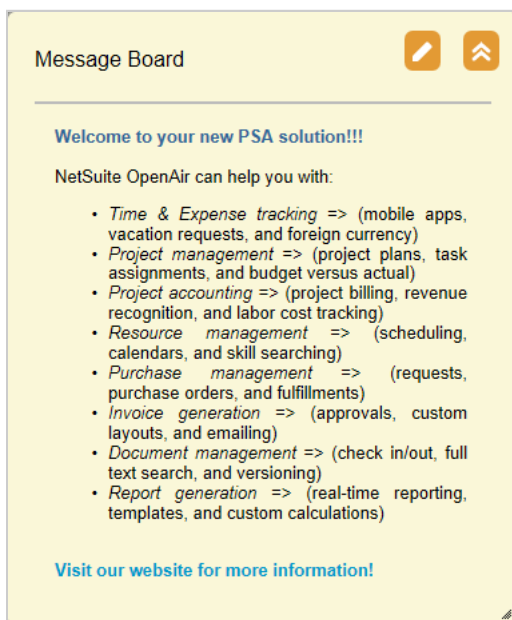 Message Board
Welcome to your new PSA solution!!!
NetSuite OpenAir can help you with:
• Time & Expense tracking => (mobile apps,
vacation requests, and foreign currency)
• Project management => (project plans, task
assignments, and budget versus actual)
• Project accounting => (project billing, revenue
recognition, and labor cost tracking)
• Resource management => (scheduling,
calendars, and skill searching)
• Purchase management => (requests,
purchase orders, and fulfillments)
• Invoice generation => (approvals, custom
layouts, and emailing)
• Document management => (check in/out, full
text search, and versioning)
• Report generation => (real-time reporting,
templates, and custom calculations)
Visit our website for more information!